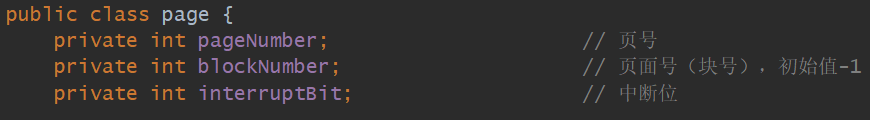 public class page {
private int pageNumber; // 页号
private int blockNumber; // 页面号（块号），初始值-1
private int interruptBit; // 中断位